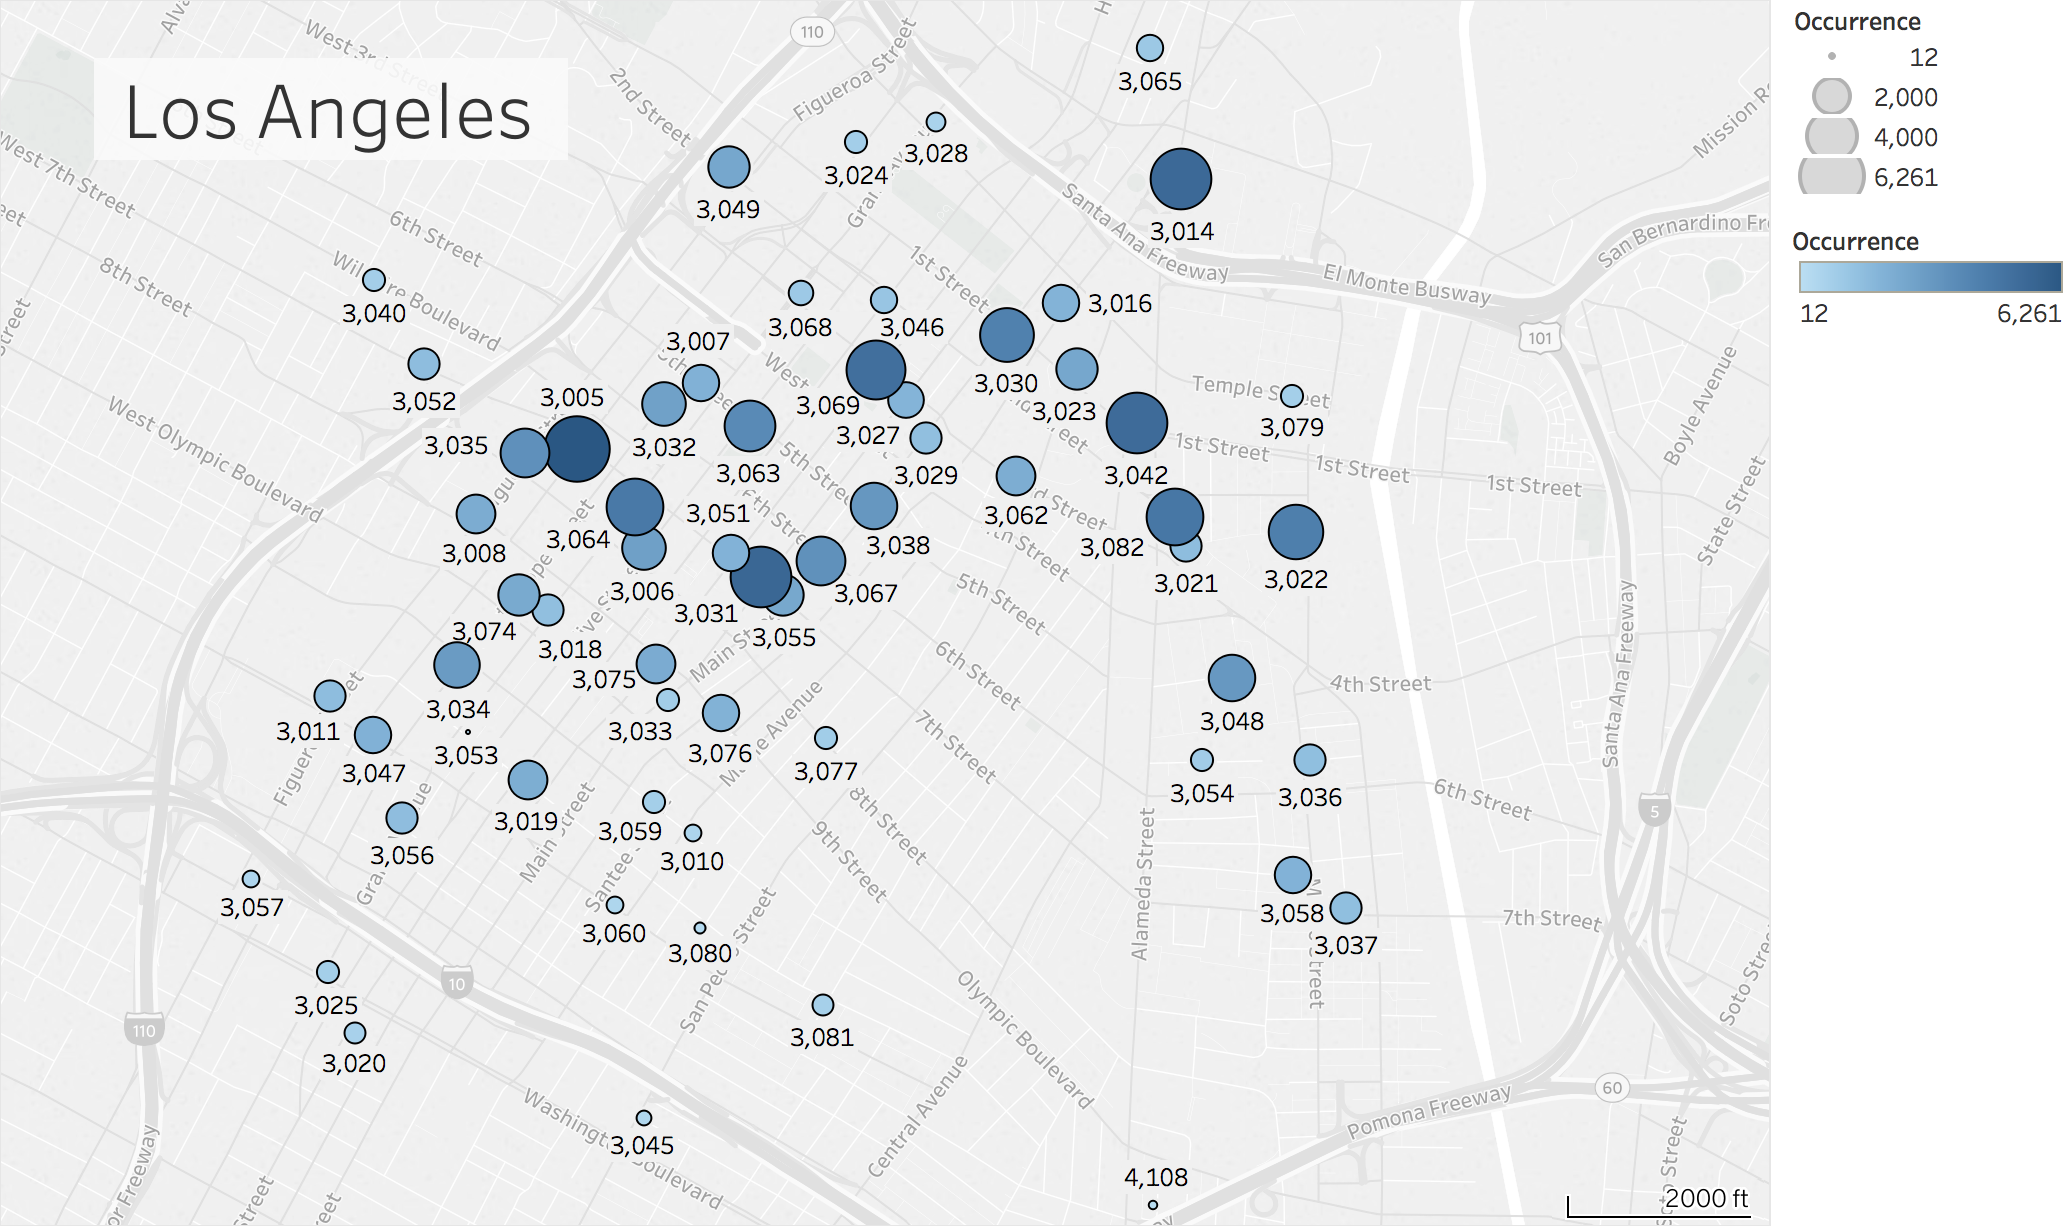 Los Angeles
110
3,065
West 3rd Street
2nd Street
Figueroa Street
3,028
3,024
3,049
3,014
Mission R
West 7th Street
6th Street
8th Street
Santa Ana Freeway
San Bernardino Fre
El Monte Busway
1st Street
3,040
3,068
3,046
3,016
3,007
101
3,052
3,005
3,035
3,032
3,063
3,069
3,027
3,029
3,030
3,023
Temple Street
3,079
Boyle Avenue
West Olympic Boulevard
5th Street
1st Street
1st Street
1st Street
3,042
3,008
3,064
3,051
3,006
3,038
3,062
3,082
3,021
3,022
State Street
3,067
3,031
3,055
5th Street
3,074
3,018
3,075
Main Street
6th Street
3,034
3,033
3,076
3,077
7th Street
3,048
4th Street
Santa Ana Freeway
3,011
3,047
3,053
3,054
3,036
6th Street
5
3,019
3,056
Main Street
3,059
3,010
8th Street
9th Street
Alameda Street
3,057
3,060
3,080
San Pedro Street
3,058
3,037
7th Street
10
3,025
3,020
3,081
Olympic Boulevard
110
Central Avenue
60
Pomona Freeway
Washington Boulevard
3,045
4,108
2000 ft
Occurrence
12
2,000
4,000
6,261
Occurrence
12
6,261